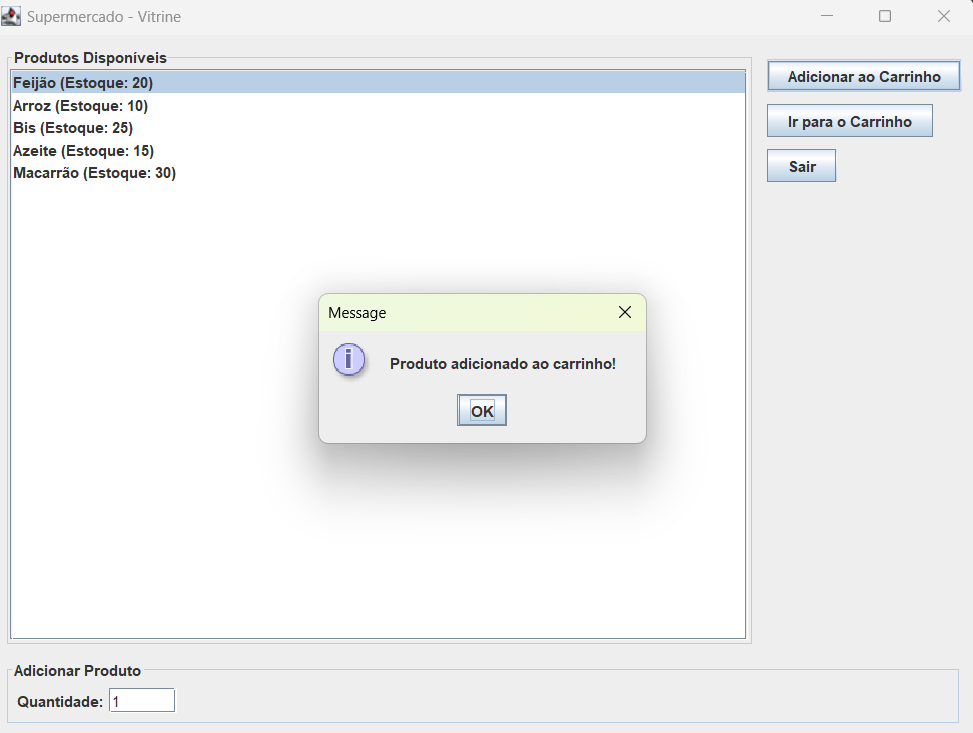 Supermercado - Vitrine
Produtos Disponíveis
Feijão (Estoque: 20)
Arroz (Estoque: 10)
Bis (Estoque: 25)
Azeite (Estoque: 15)
Macarrão (Estoque: 30)
Adicionar ao Carrinho
Ir para o Carrinho
Sair
Message
Produto adicionado ao carrinho!
OK
Adicionar Produto
Quantidade: 1